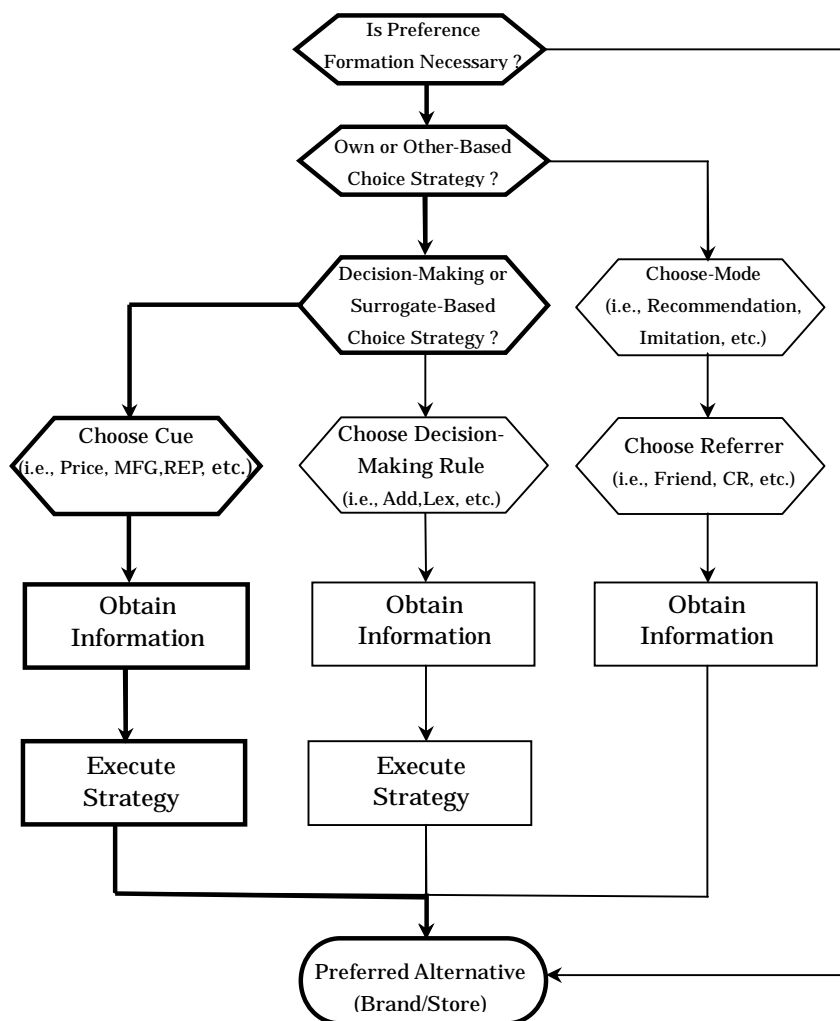 Is Preference
Formation Necessary ?
Own or Other-Based
Choice Strategy ?
Decision-Making or
Surrogate-Based
Choice Strategy ?
Choose-Mode
(i.e., Recommendation,
Imitation, etc.)
Choose Cue
(i.e., Price, MFG,REP, etc.)
Choose Decision-
Making Rule
(i.e., Add,Lex, etc.)
Choose Referrer
(i.e., Friend, CR, etc.)
Obtain
Information
Obtain
Information
Obtain
Information
Execute
Strategy
Execute
Strategy
Preferred Alternative
(Brand/Store)